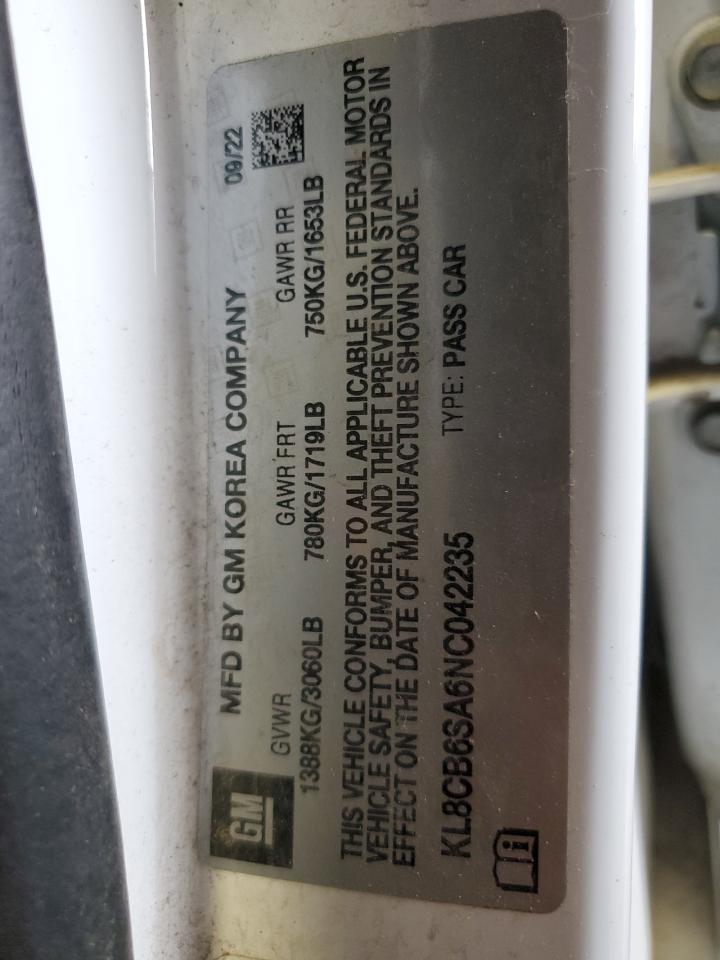 GM
MFD BY GM KOREA COMPANY 09/22
GVWR GAWR FRT GAWR RR
1388KG/3060LB 780KG/1719LB 750KG/1653LB
THIS VEHICLE CONFORMS TO ALL APPLICABLE U.S. FEDERAL MOTOR
VEHICLE SAFETY, BUMPER, AND THEFT PREVENTION STANDARDS IN
EFFECT ON THE DATE OF MANUFACTURE SHOWN ABOVE.
KL8CB6SA6NC042235 TYPE: PASS CAR